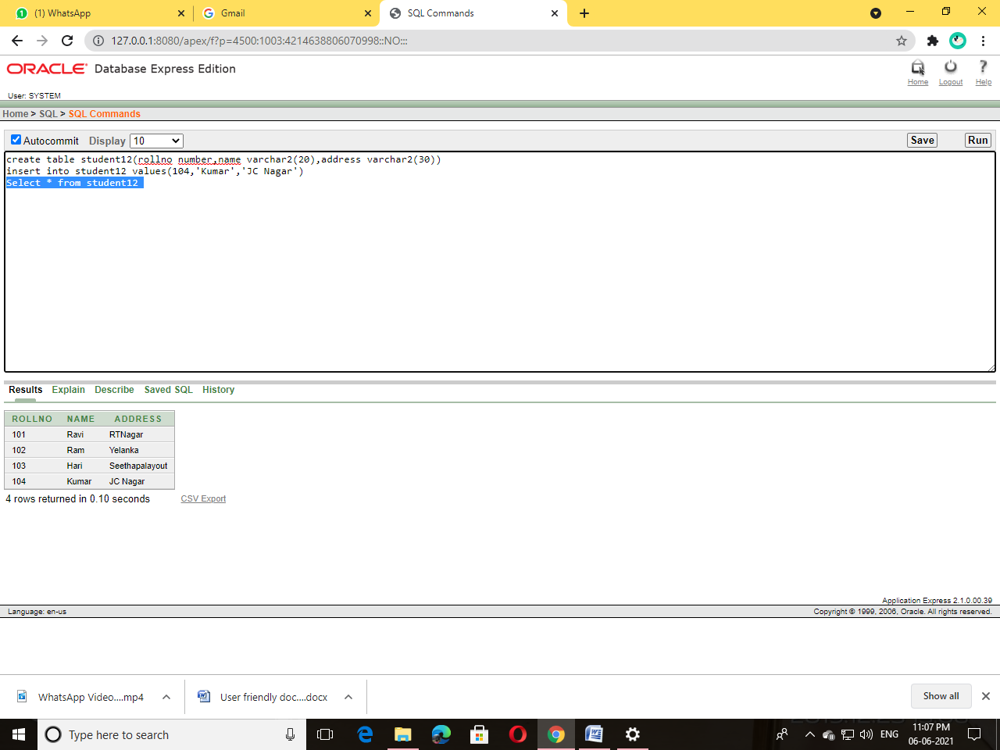 (1) WhatsApp
Gmail
SQL Commands
127.0.0.1:8080/apex/f?p=4500:1003:4214638806070998::NO:::
ORACLE Database Express Edition
Home Logout Help
User: SYSTEM
Home > SQL > SQL Commands
Autocommit Display 10 Save Run
create table student12(rollno number,name varchar2(20),address varchar2(30))
insert into student12 values(104,'Kumar','JC Nagar')
Select * from student12
Results Explain Describe Saved SQL History
ROLLNO NAME ADDRESS
101 Ravi RTNagar
102 Ram Yelanka
103 Hari Seethapalayout
104 Kumar JC Nagar
4 rows returned in 0.10 seconds CSV Export
Application Express 2.1.0.00.39
Language: en-us Copyright © 1999, 2006, Oracle. All rights reserved.
WhatsApp Video....mp4 User friendly doc....docx Show all
Type here to search ENG 11:07 PM
06-06-2021